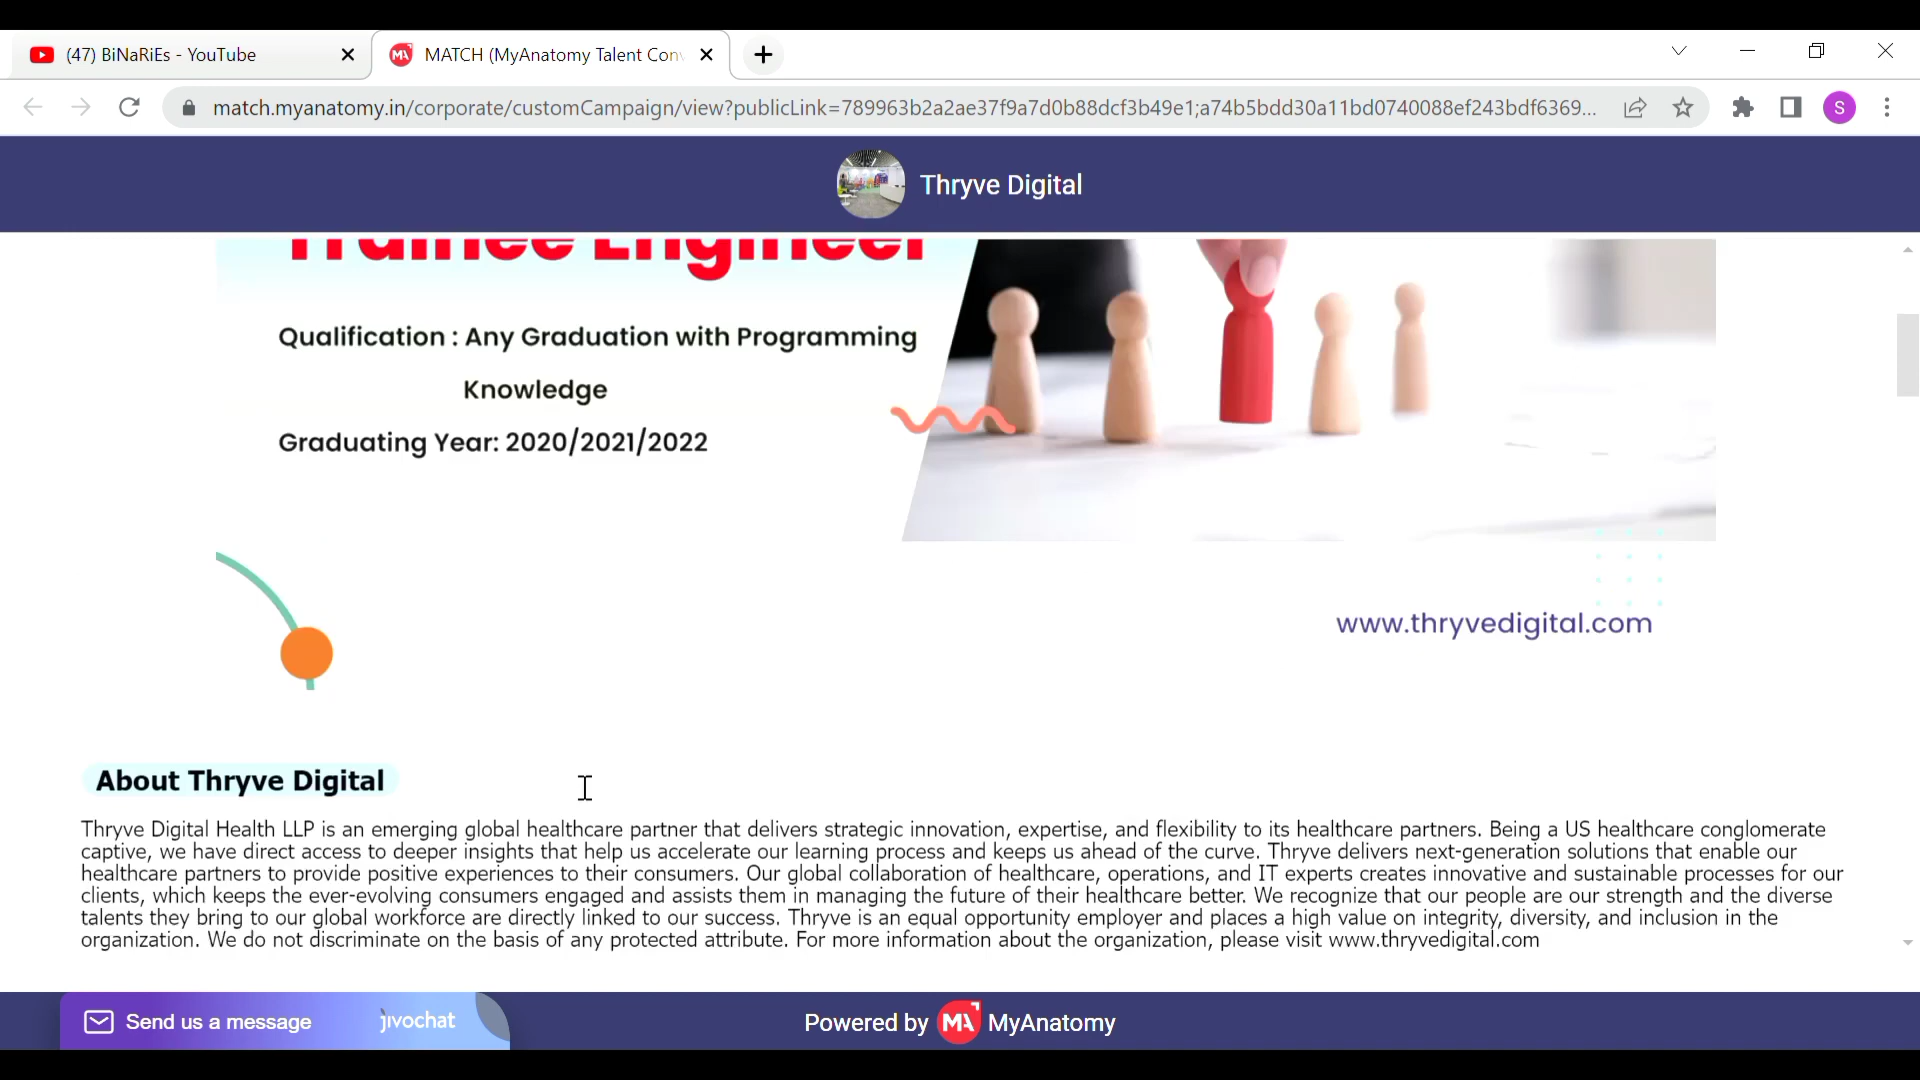 (47) BiNaRiEs - YouTube
MATCH (MyAnatomy Talent Conv
match.myanatomy.in/corporate/customCampaign/view?publicLink=789963b2a2ae37f9a7d0b88dcf3b49e1;a74b5bdd30a11bd0740088ef243bdf6369...
S
Thryve Digital
Trainee Engineer
Qualification : Any Graduation with Programming
Knowledge
Graduating Year: 2020/2021/2022
www.thryvedigital.com
About Thryve Digital
Thryve Digital Health LLP is an emerging global healthcare partner that delivers strategic innovation, expertise, and flexibility to its healthcare partners. Being a US healthcare conglomerate
captive, we have direct access to deeper insights that help us accelerate our learning process and keeps us ahead of the curve. Thryve delivers next-generation solutions that enable our
healthcare partners to provide positive experiences to their consumers. Our global collaboration of healthcare, operations, and IT experts creates innovative and sustainable processes for our
clients, which keeps the ever-evolving consumers engaged and assists them in managing the future of their healthcare better. We recognize that our people are our strength and the diverse
talents they bring to our global workforce are directly linked to our success. Thryve is an equal opportunity employer and places a high value on integrity, diversity, and inclusion in the
organization. We do not discriminate on the basis of any protected attribute. For more information about the organization, please visit www.thryvedigital.com
Send us a message jivochat
Powered by MA MyAnatomy